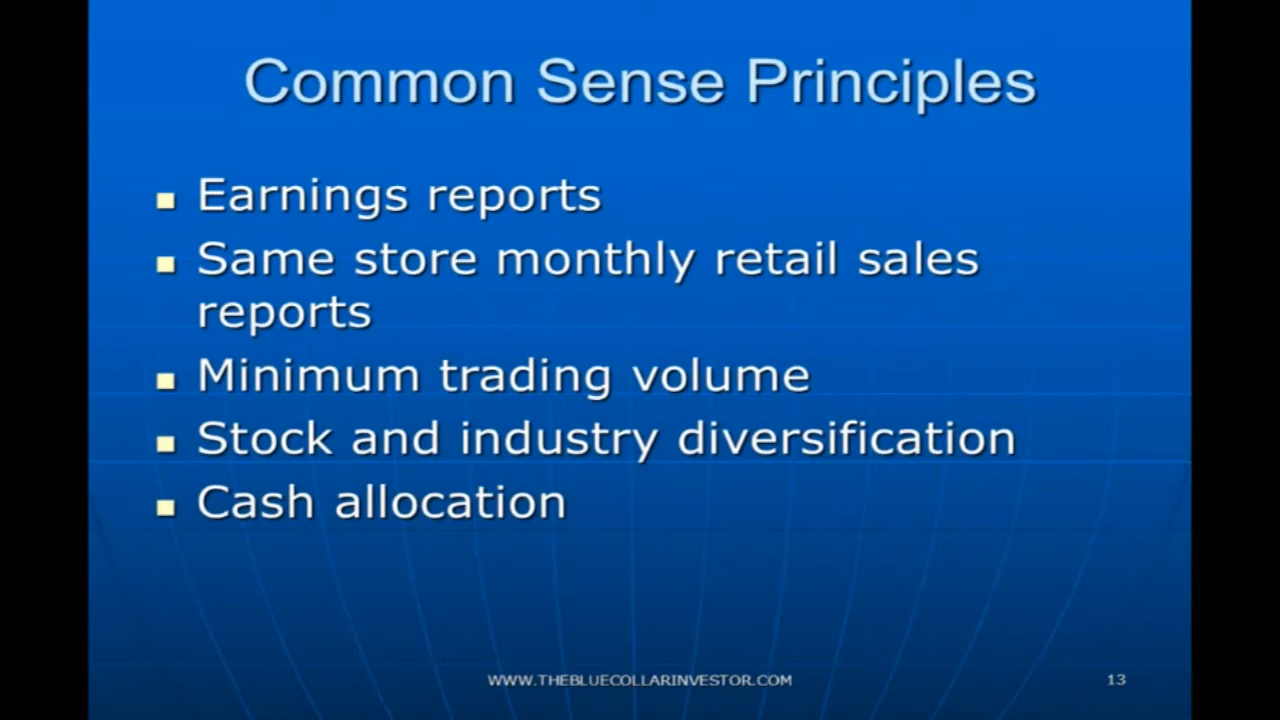 Common Sense Principles
Earnings reports
Same store monthly retail sales
reports
Minimum trading volume
Stock and industry diversification
Cash allocation
WWW.THEBLUECOLLARINVESTOR.COM
13